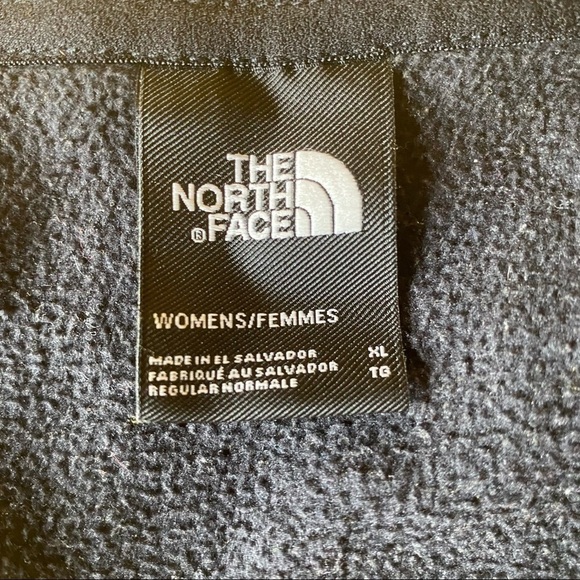 THE
NORTH
®FACE
WOMENS/FEMMES
MADE IN EL SALVADOR XL
FABRIQUÉ AU SALVADOR TG
REGULAR NORMALE